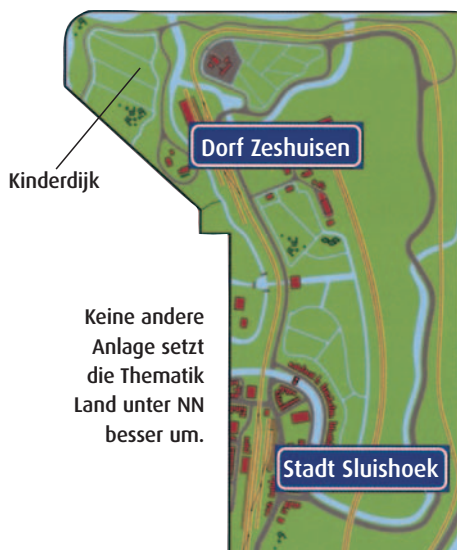 Dorf Zeshuisen
Kinderdijk
Keine andere
Anlage setzt
die Thematik
Land unter NN
besser um.
Stadt Sluishoek